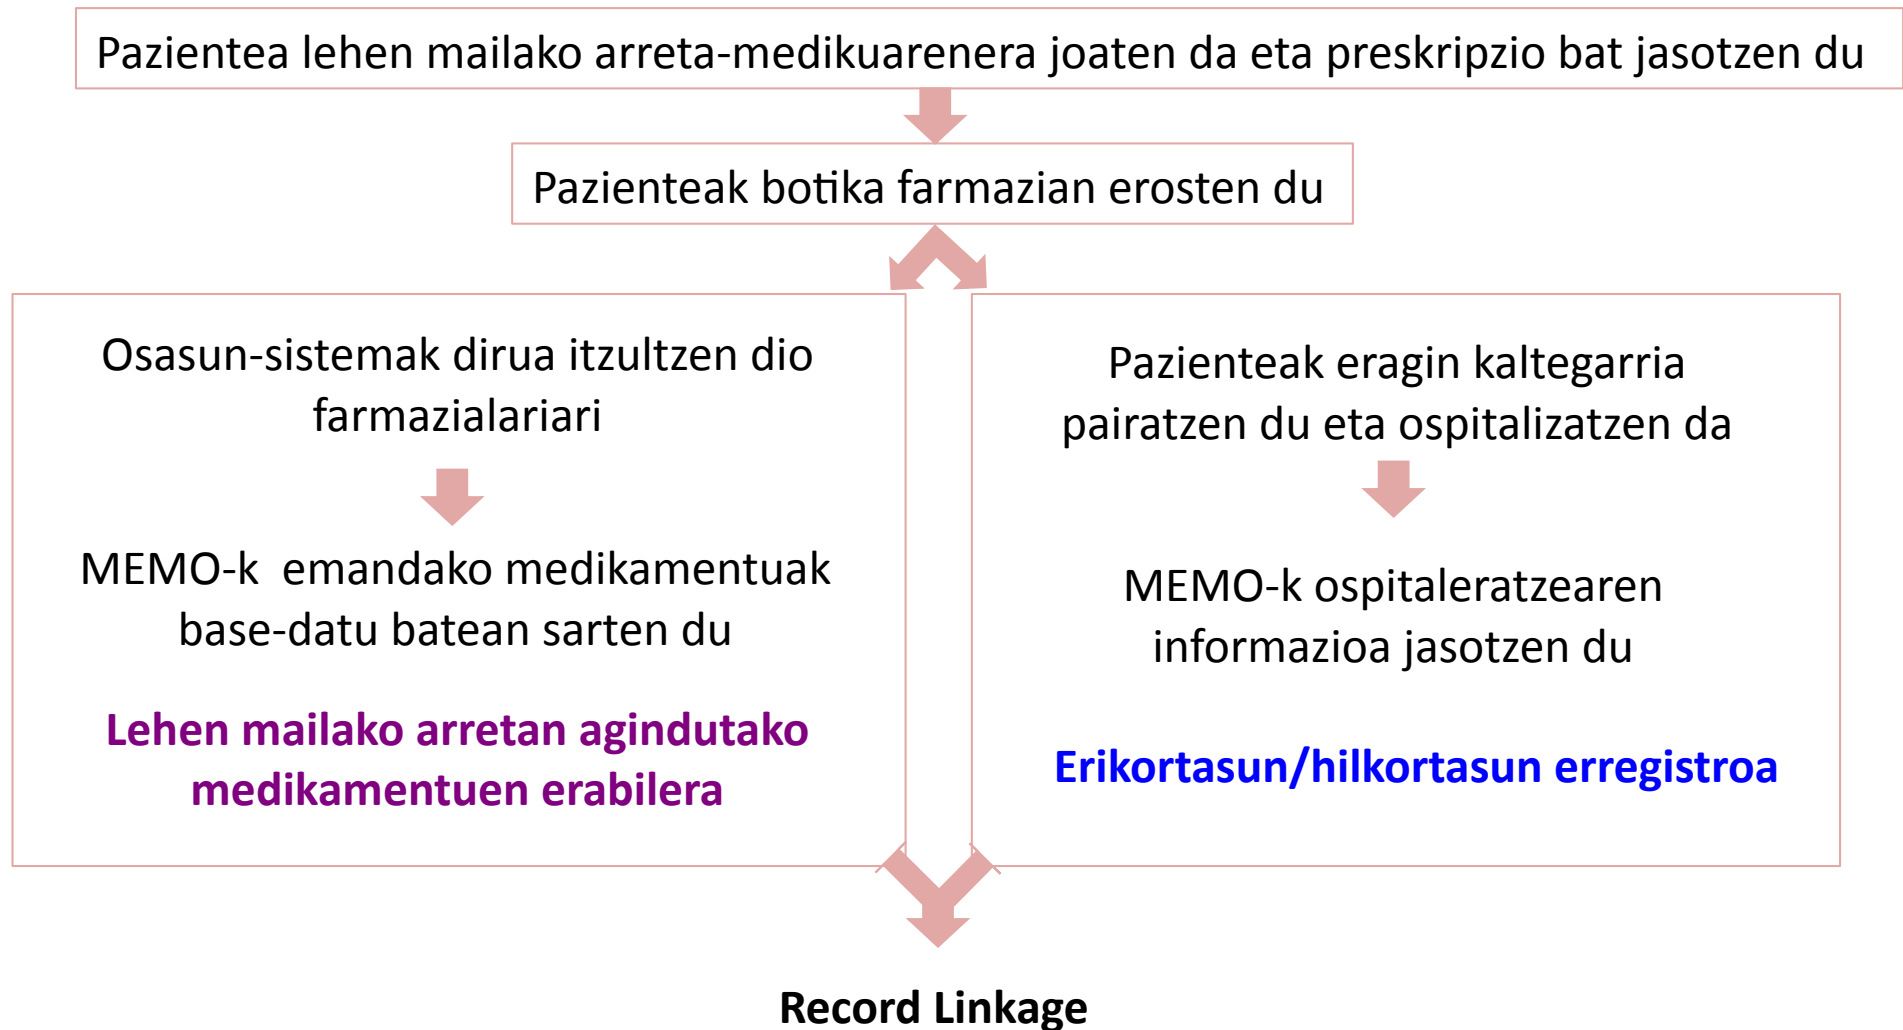 Pazientea lehen mailako arreta-medikuarenera joaten da eta preskripzio bat jasotzen du
Pazienteak botika farmazian erosten du
Osasun-sistemak dirua itzultzen dio
farmazialariari
MEMO-k emandako medikamentuak
base-datu batean sarten du
Lehen mailako arretan agindutako
medikamentuen erabilera
Pazienteak eragin kaltegarria
pairatzen du eta ospitalizatzen da
MEMO-k ospitaleratzearen
informazioa jasotzen du
Erikortasun/hilkortasun erregistroa
Record Linkage